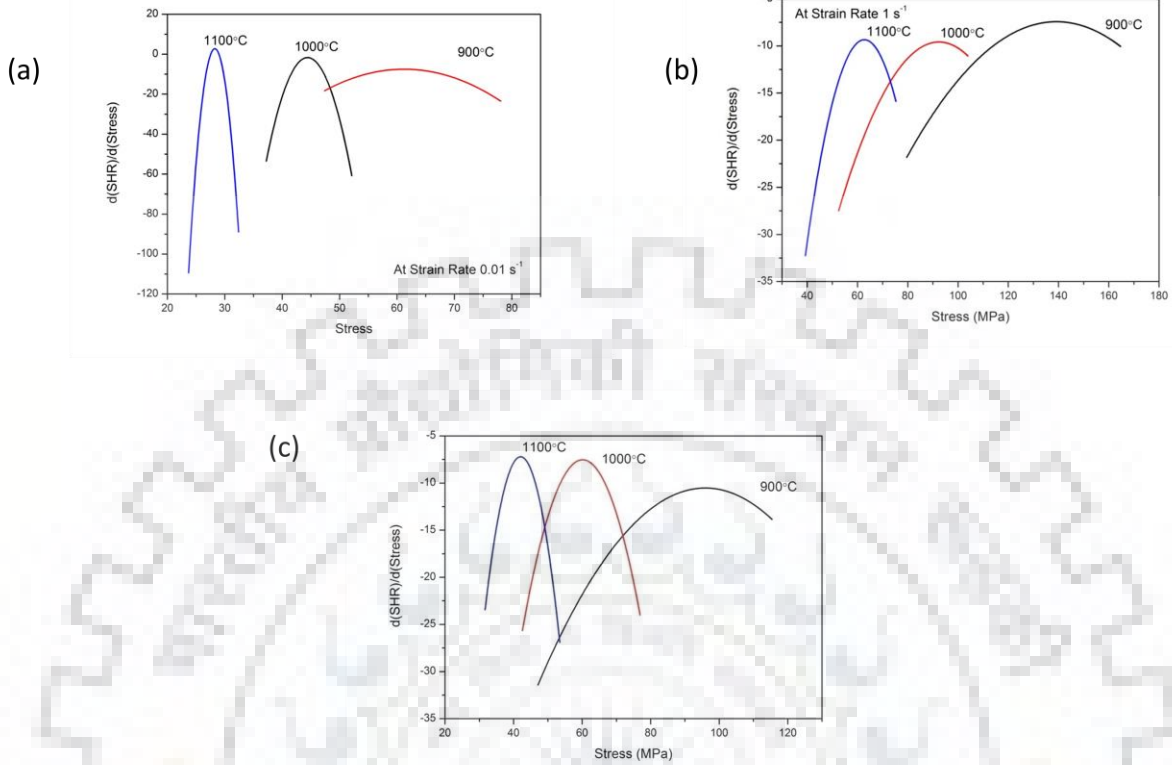 (a)
20
0
-20
-40
-60
-80
-100
-120
20 30 40 50 60 70 80
d(SHR)/d(Stress)
Stress
1100°C
1000°C
900°C
At Strain Rate 0.01 s⁻¹
(b)
-5
-10
-15
-20
-25
-30
-35
40 60 80 100 120 140 160 180
d(SHR)/d(Stress)
Stress (MPa)
At Strain Rate 1 s⁻¹
1100°C
1000°C
900°C
(c)
-5
-10
-15
-20
-25
-30
-35
20 40 60 80 100 120
d(SHR)/d(Stress)
Stress (MPa)
1100°C
1000°C
900°C